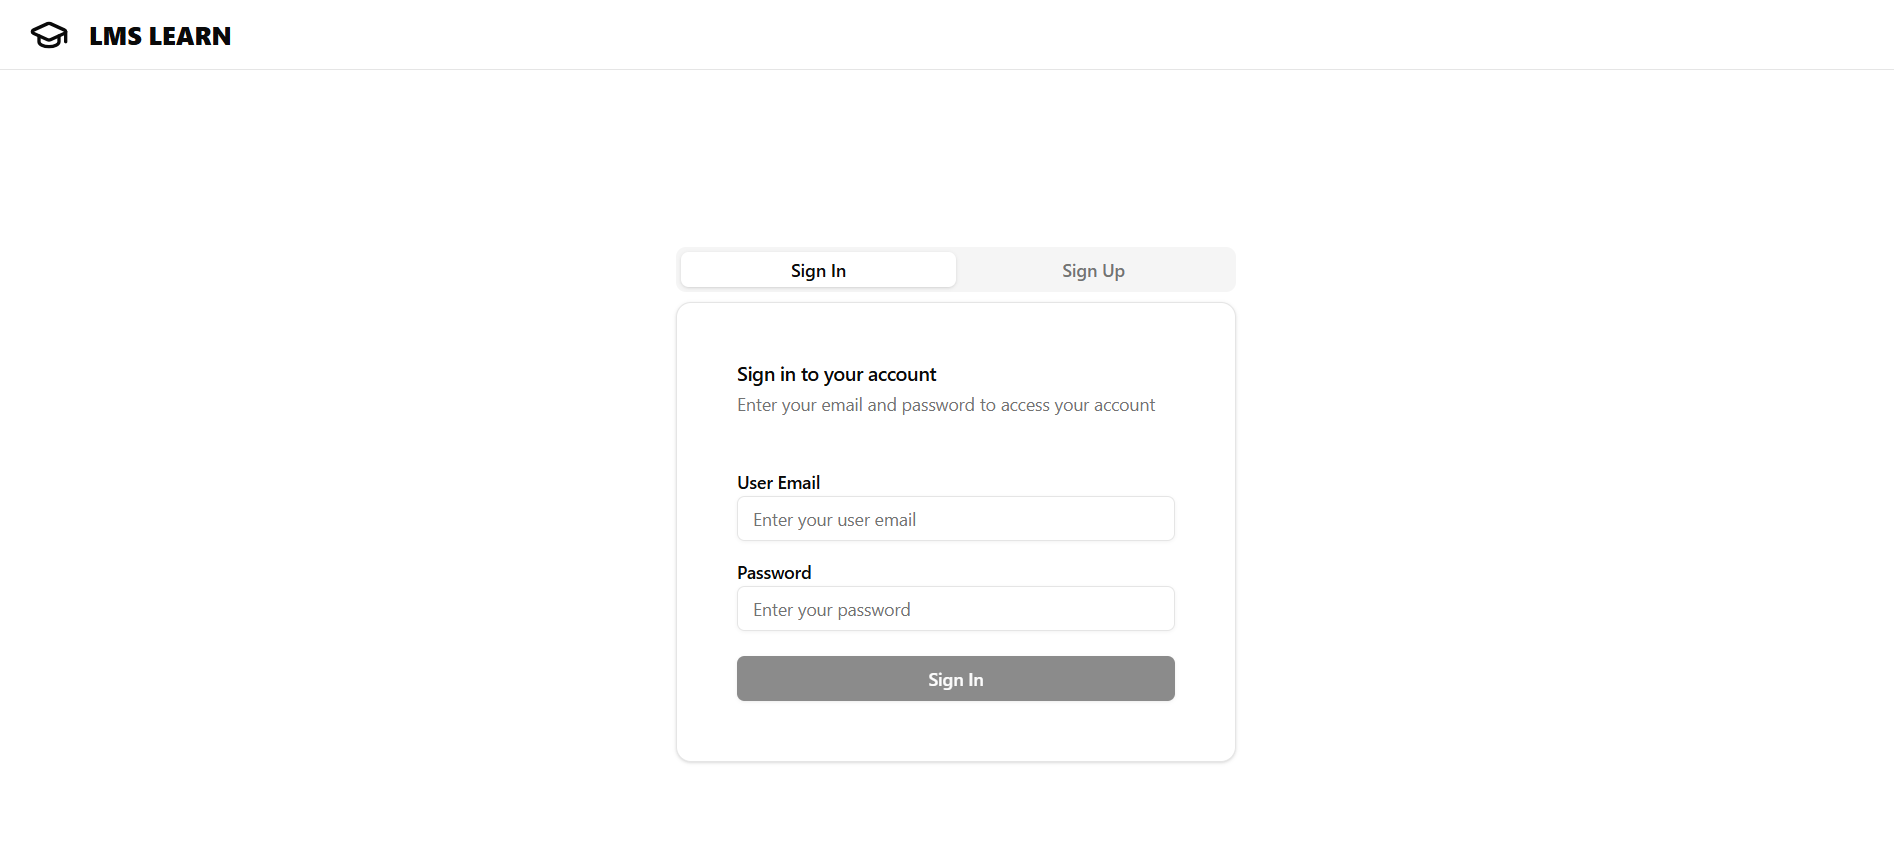 LMS LEARN
Sign In
Sign Up
Sign in to your account
Enter your email and password to access your account
User Email
Enter your user email
Password
Enter your password
Sign In